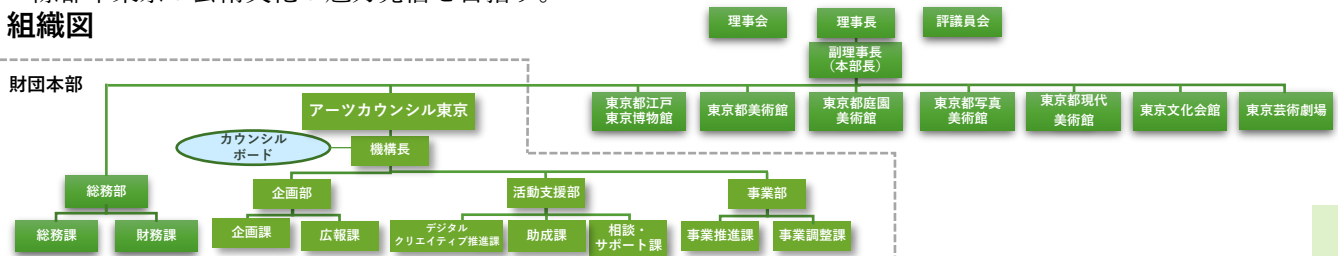 組織図
理事会
理事長
評議員会
副理事長
（本部長）
財団本部
アーツカウンシル東京
東京都江戸
東京博物館
東京都美術館
東京都庭園
美術館
東京都写真
美術館
東京都現代
美術館
東京文化会館
東京芸術劇場
カウンシル
ボード
機構長
総務部
企画部
活動支援部
事業部
総務課
財務課
企画課
広報課
デジタル
クリエイティブ推進課
助成課
相談・
サポート課
事業推進課
事業調整課